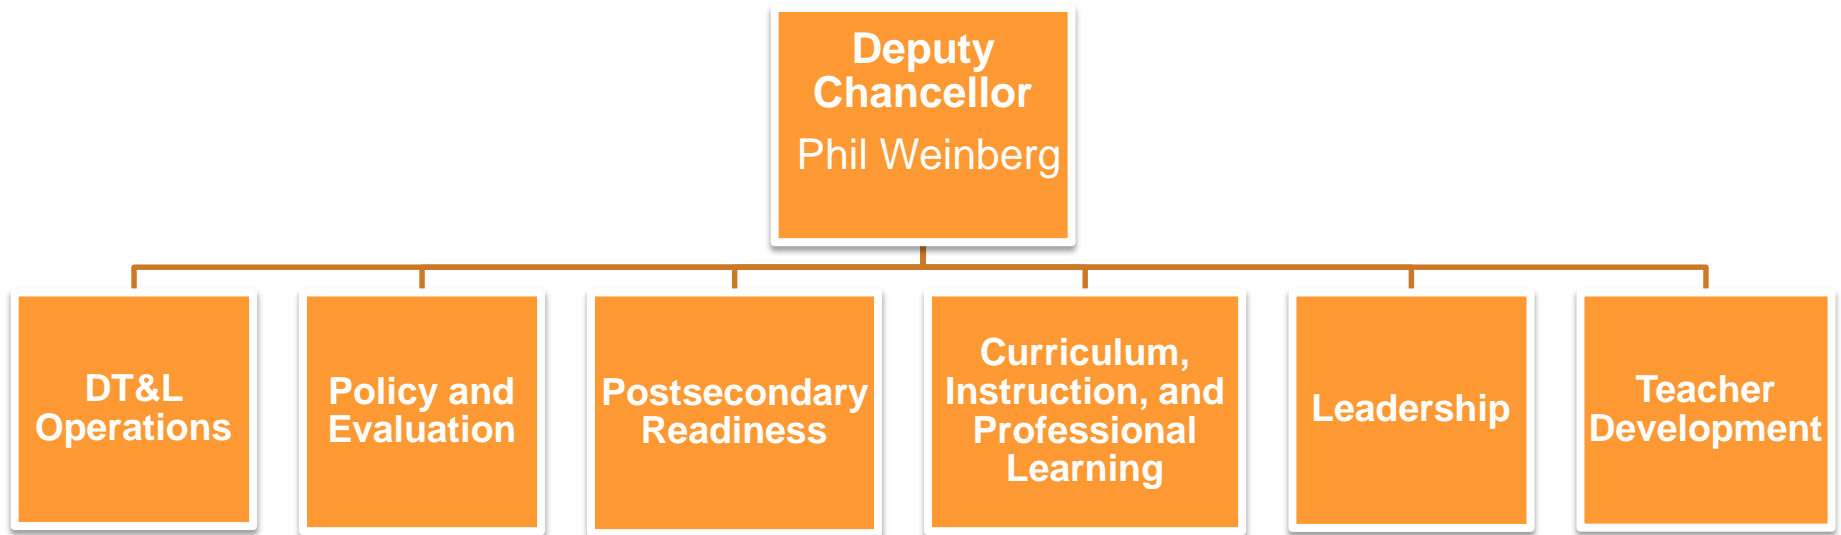 Deputy
Chancellor
Phil Weinberg
DT&L
Operations
Policy and
Evaluation
Postsecondary
Readiness
Curriculum,
Instruction, and
Professional
Learning
Leadership
Teacher
Development